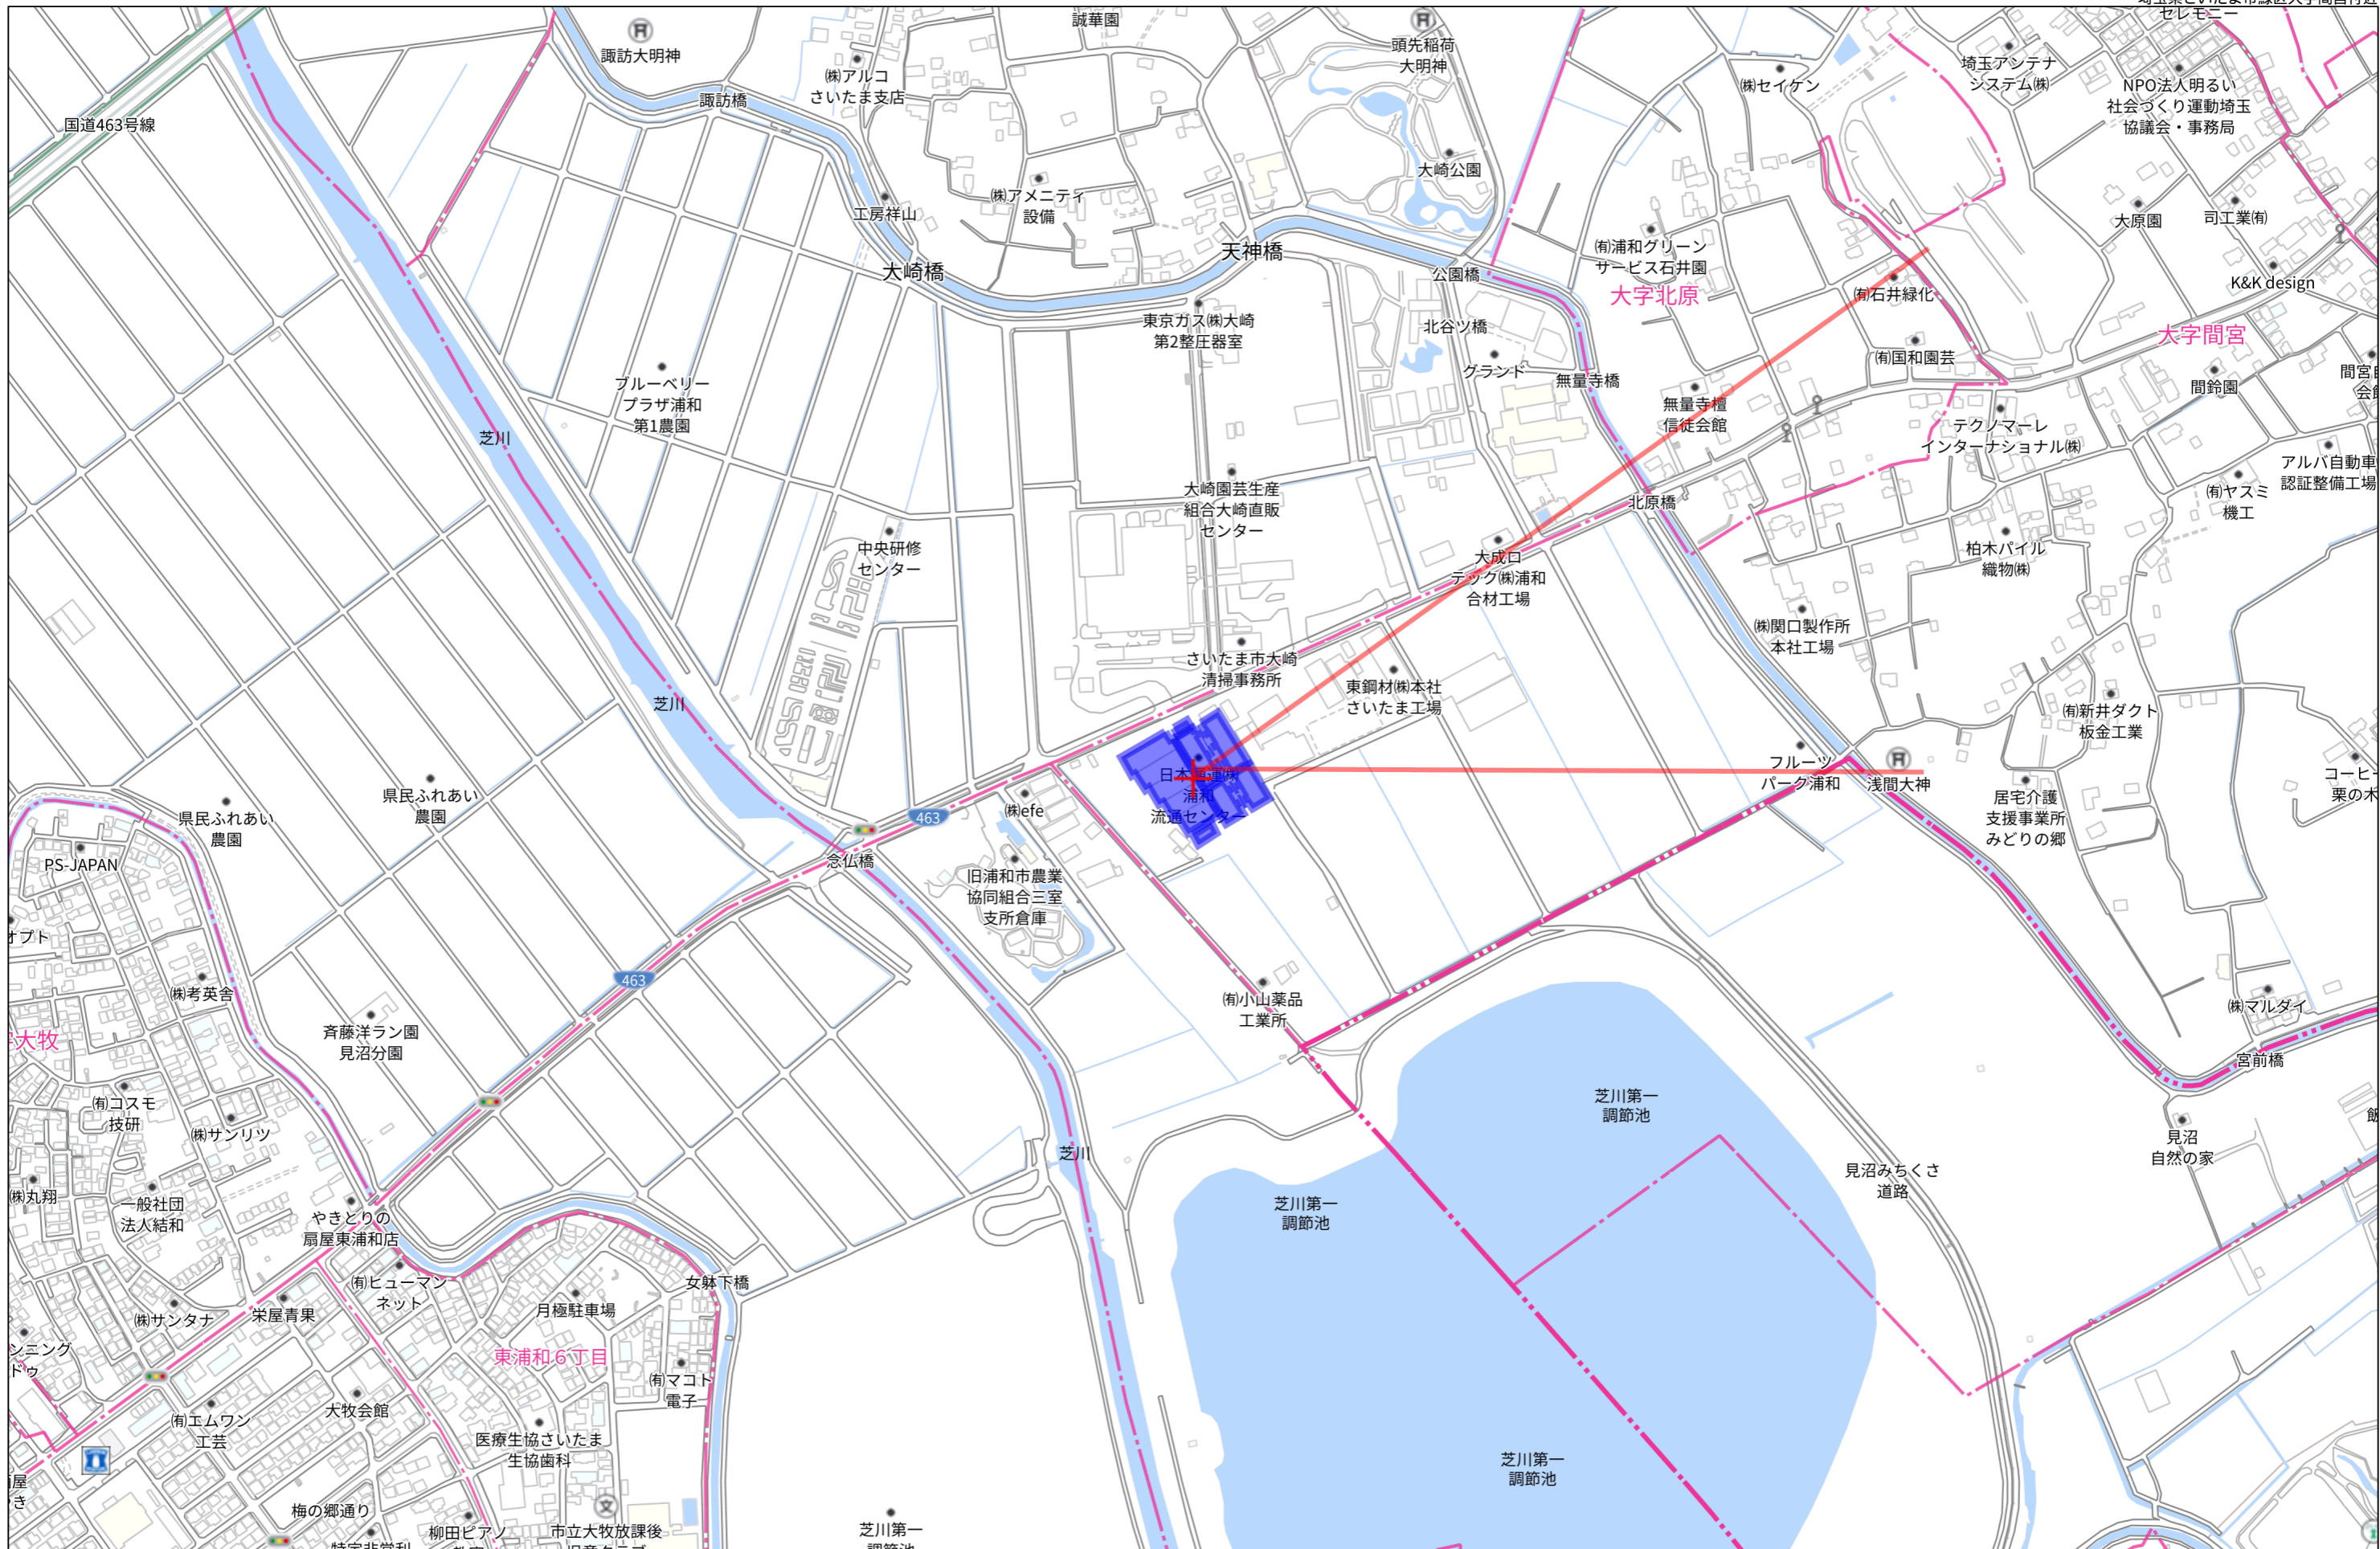 セレモニー
諏訪大明神
誠華園
頭先稲荷
大明神
㈱アルコ
さいたま支店
㈱セイケン
埼玉アンテナ
システム㈱
NPO法人明るい
社会づくり運動埼玉
協議会・事務局
国道463号線
諏訪橋
大崎公園
工房祥山
㈱アメニティ
設備
大原園
司工業㈲
大崎橋
天神橋
公園橋
㈲浦和グリーン
サービス石井園
大字北原
㈲石井緑化
K&K design
東京ガス㈱大崎
第2整圧器室
北谷ツ橋
大字間宮
グランド
無量寺橋
㈲国和園芸
間鈴園
ブルーベリー
プラザ浦和
第1農園
無量寺檀
信徒会館
テクノマーレ
インターナショナル㈱
芝川
大崎園芸生産
組合大崎直販
センター
北原橋
アルバ自動車
認証整備工場
㈲ヤスミ
機工
中央研修
センター
大成ロ
テック㈱浦和
合材工場
柏木パイル
織物㈱
㈱関口製作所
本社工場
さいたま市大崎
清掃事務所
東鋼材㈱本社
さいたま工場
芝川
㈲新井ダクト
板金工業
日本通運㈱
浦和
流通センター
フルーツ
パーク浦和
浅間大神
居宅介護
支援事業所
みどりの郷
県民ふれあい
農園
県民ふれあい
農園
㈱efe
463
PS-JAPAN
念仏橋
旧浦和市農業
協同組合三室
支所倉庫
オプト
463
㈱考英舎
㈲小山薬品
工業所
㈱マルダイ
斉藤洋ラン園
見沼分園
大牧
宮前橋
㈲コスモ
技研
㈱サンリツ
芝川第一
調節池
見沼
自然の家
芝川
見沼みちくさ
道路
㈱丸翔
一般社団
法人結和
芝川第一
調節池
やきとりの
扇屋東浦和店
㈲ヒューマン
ネット
女躰下橋
㈱サンタナ
栄屋青果
月極駐車場
東浦和６丁目
㈲マコト
電子
㈲エムワン
工芸
大牧会館
医療生協さいたま
生協歯科
芝川第一
調節池
梅の郷通り
柳田ピアノ
市立大牧放課後
芝川第一